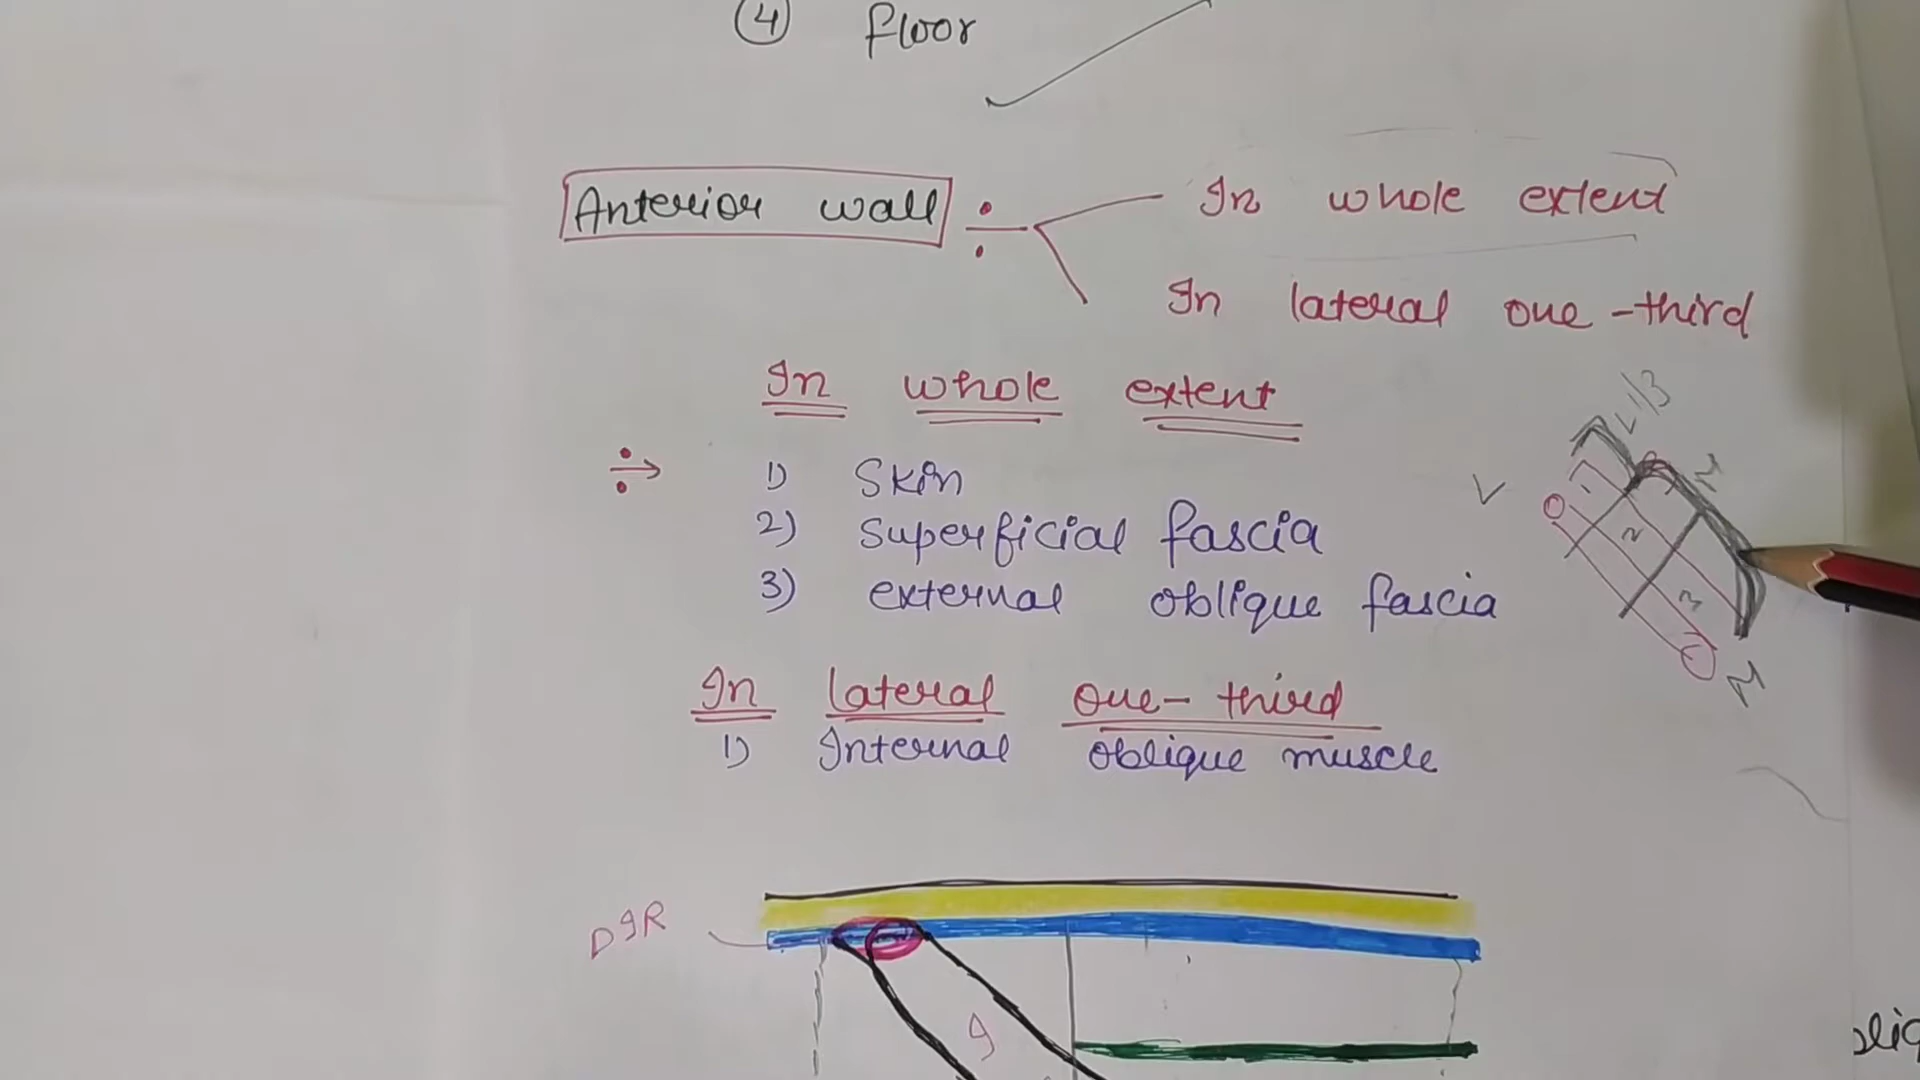 ④ floor
Anterior wall ÷ In whole extent
In lateral one-third
In whole extent
1) Skin
2) Superficial fascia
3) external oblique fascia
L 1/3
1
2
3
In lateral one-third
1) Internal oblique muscle
DIR